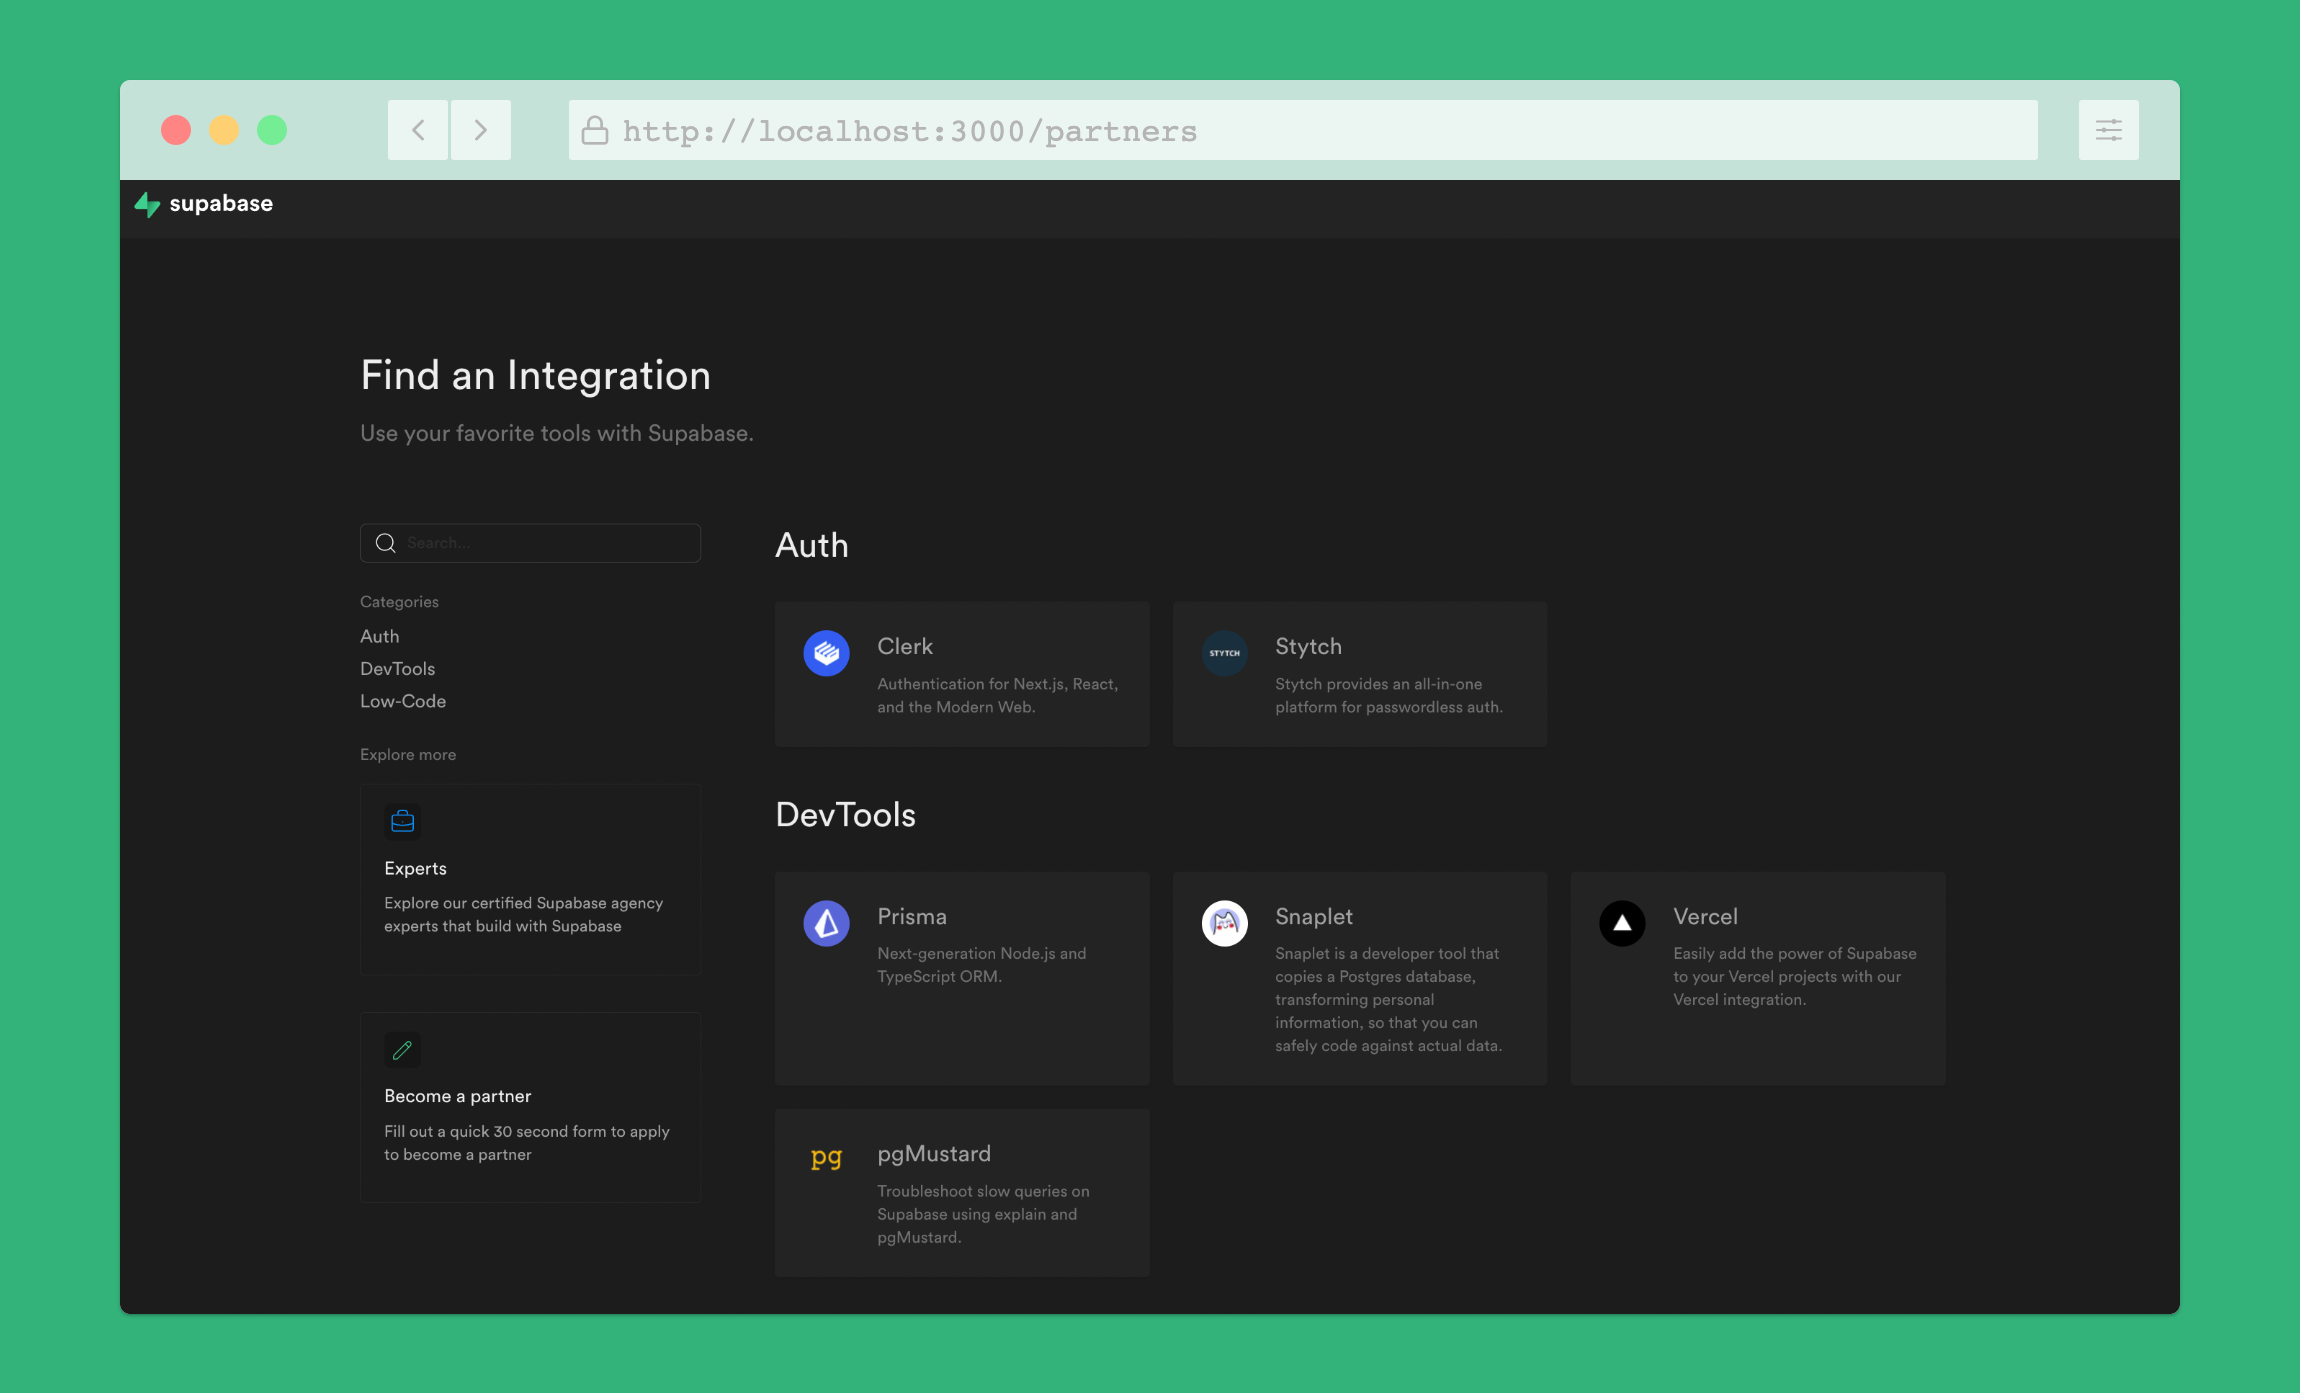 http://localhost:3000/partners
supabase
Find an Integration
Use your favorite tools with Supabase.
Search...
Categories
Auth
DevTools
Low-Code
Explore more
Experts
Explore our certified Supabase agency
experts that build with Supabase
Become a partner
Fill out a quick 30 second form to apply
to become a partner
Auth
Clerk
Authentication for Next.js, React,
and the Modern Web.
STYTCH
Stytch
Stytch provides an all-in-one
platform for passwordless auth.
DevTools
Prisma
Next-generation Node.js and
TypeScript ORM.
Snaplet
Snaplet is a developer tool that
copies a Postgres database,
transforming personal
information, so that you can
safely code against actual data.
Vercel
Easily add the power of Supabase
to your Vercel projects with our
Vercel integration.
pg
pgMustard
Troubleshoot slow queries on
Supabase using explain and
pgMustard.